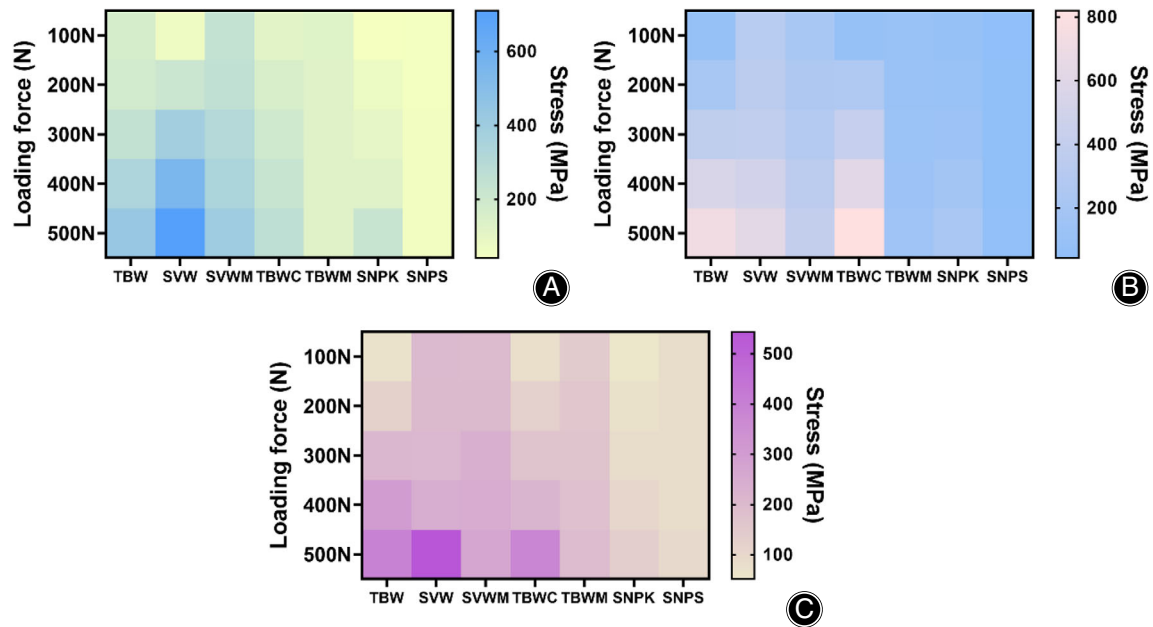 Loading force (N)
100N
200N
300N
400N
500N
TBW SVW SVWM TBWC TBWM SNPK SNPS
600
400
200
Stress (MPa)
A
Loading force (N)
100N
200N
300N
400N
500N
TBW SVW SVWM TBWC TBWM SNPK SNPS
800
600
400
200
Stress (MPa)
B
Loading force (N)
100N
200N
300N
400N
500N
TBW SVW SVWM TBWC TBWM SNPK SNPS
500
400
300
200
100
Stress (MPa)
C